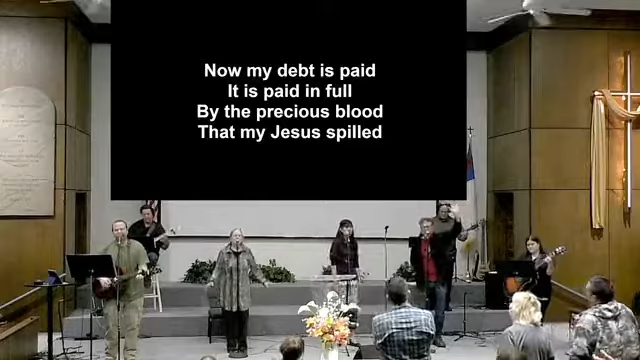 Now my debt is paid
It is paid in full
By the precious blood
That my Jesus spilled